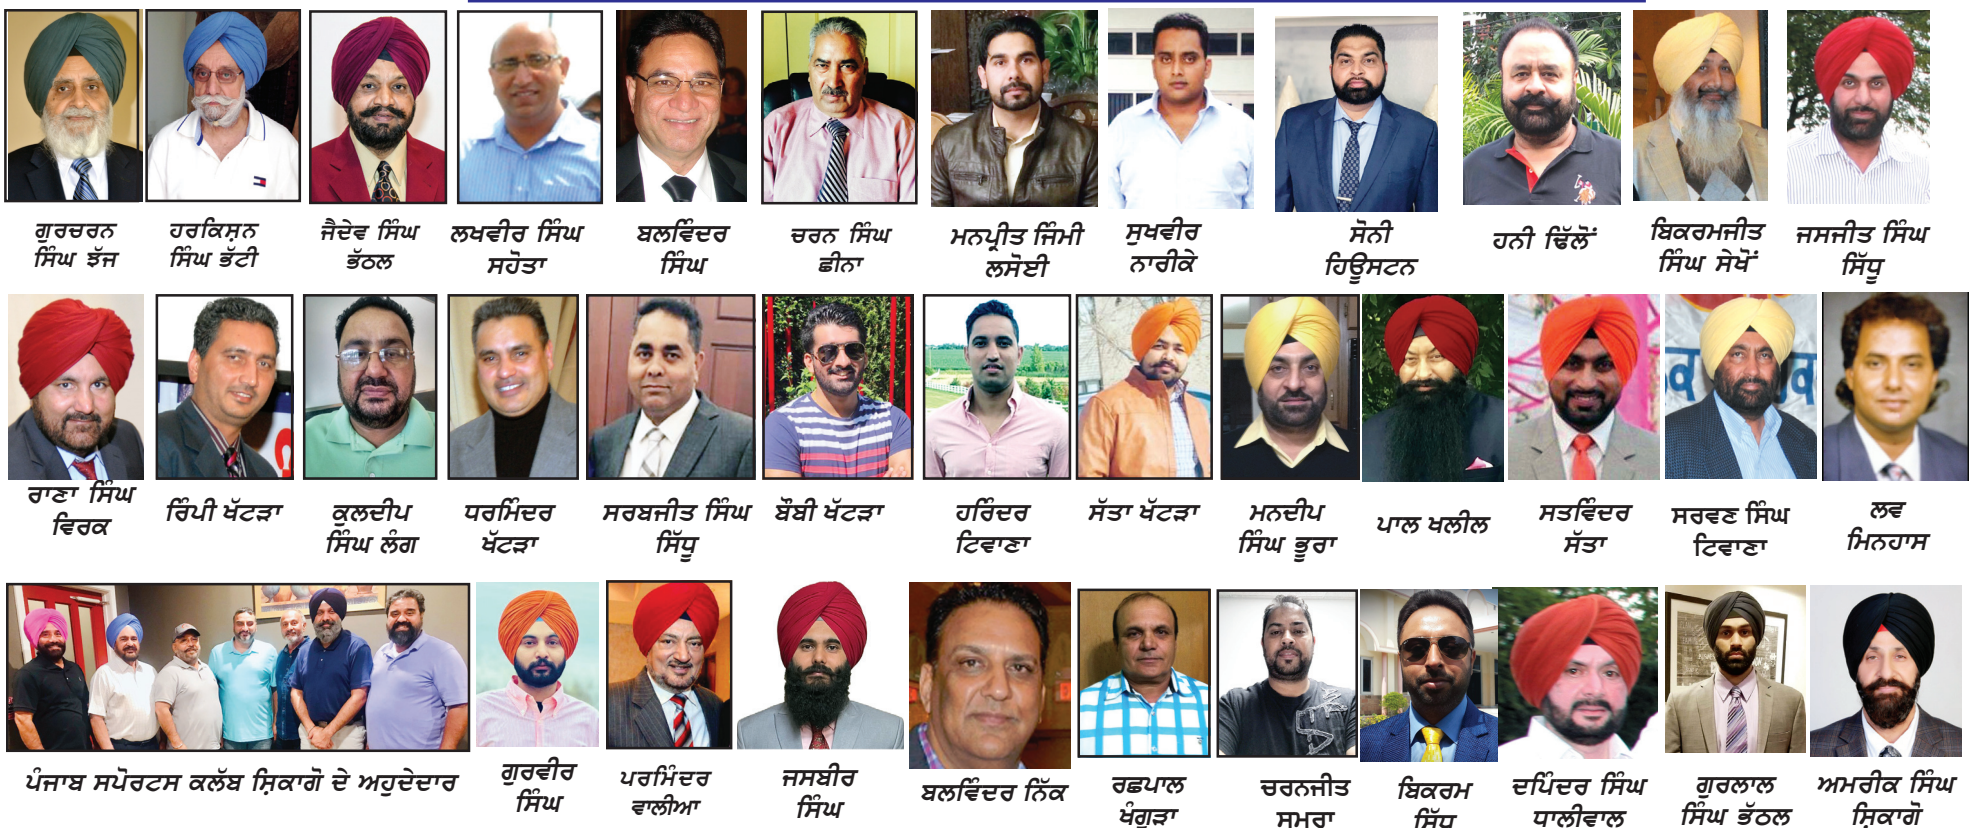 ਗੁਰਚਰਨ
ਸਿੰਘ ਝੱਜ
ਹਰਕਿਸ਼ਨ
ਸਿੰਘ ਭੱਟੀ
ਜੈਦੇਵ ਸਿੰਘ
ਭੱਠਲ
ਲਖਵੀਰ ਸਿੰਘ
ਸਹੋਤਾ
ਬਲਵਿੰਦਰ
ਸਿੰਘ
ਚਰਨ ਸਿੰਘ
ਛੀਨਾ
ਮਨਪ੍ਰੀਤ ਜਿੰਮੀ
ਲਸੋਈ
ਸੁਖਵੀਰ
ਨਾਰੀਕੇ
ਸੋਨੀ
ਹਿਊਸਟਨ
ਹਨੀ ਢਿੱਲੋਂ
ਬਿਕਰਮਜੀਤ
ਸਿੰਘ ਸੇਖੋਂ
ਜਸਜੀਤ ਸਿੰਘ
ਸਿੱਧੂ
ਰਾਣਾ ਸਿੰਘ
ਵਿਰਕ
ਰਿੰਪੀ ਖੱਟੜਾ
ਕੁਲਦੀਪ
ਸਿੰਘ ਲੰਗ
ਧਰਮਿੰਦਰ
ਖੱਟੜਾ
ਸਰਬਜੀਤ ਸਿੰਘ
ਸਿੱਧੂ
ਬੌਬੀ ਖੱਟੜਾ
ਹਰਿੰਦਰ
ਟਿਵਾਣਾ
ਸੱਤਾ ਖੱਟੜਾ
ਮਨਦੀਪ
ਸਿੰਘ ਭੂਰਾ
ਪਾਲ ਖਲੀਲ
ਸਤਵਿੰਦਰ
ਸੱਤਾ
ਸਰਵਣ ਸਿੰਘ
ਟਿਵਾਣਾ
ਲਵ
ਮਿਨਹਾਸ
ਪੰਜਾਬ ਸਪੋਰਟਸ ਕਲੱਬ ਸ਼ਿਕਾਗੋ ਦੇ ਅਹੁਦੇਦਾਰ
ਗੁਰਵੀਰ
ਸਿੰਘ
ਪਰਮਿੰਦਰ
ਵਾਲੀਆ
ਜਸਬੀਰ
ਸਿੰਘ
ਬਲਵਿੰਦਰ ਨਿੱਕ
ਰਛਪਾਲ
ਖੰਗੂੜਾ
ਚਰਨਜੀਤ
ਸਮਰਾ
ਬਿਕਰਮ
ਸਿੱਧੂ
ਦਪਿੰਦਰ ਸਿੰਘ
ਧਾਲੀਵਾਲ
ਗੁਰਲਾਲ
ਸਿੰਘ ਭੱਠਲ
ਅਮਰੀਕ ਸਿੰਘ
ਸ਼ਿਕਾਗੋ